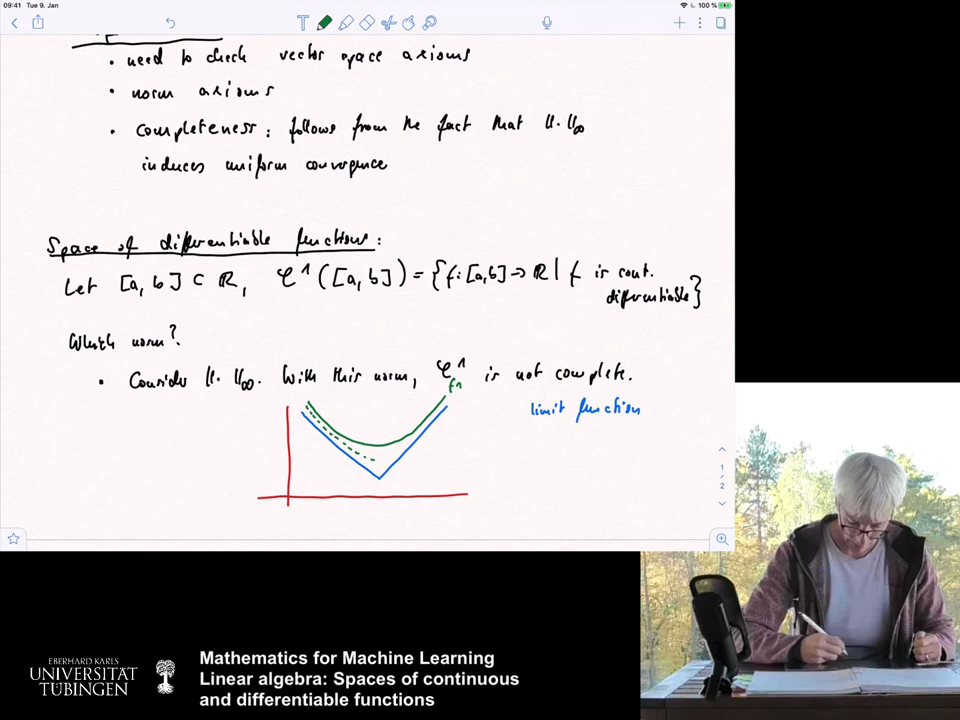 09:41 Tue 9. Jan
100 %
T
• need to check vector space axioms
• norm axioms
• completeness: follows from the fact that ||·||∞
induces uniform convergence
Space of differentiable functions:
Let [a, b] ⊂ ℝ, 𝒞¹([a, b]) = {f: [a,b] → ℝ | f is cont.
differentiable}
Which norm?
• Consider ||·||∞. With this norm, 𝒞¹ is not complete.
fn
limit function
1
/
2
EBERHARD KARLS
UNIVERSITÄT
TÜBINGEN
Mathematics for Machine Learning
Linear algebra: Spaces of continuous
and differentiable functions